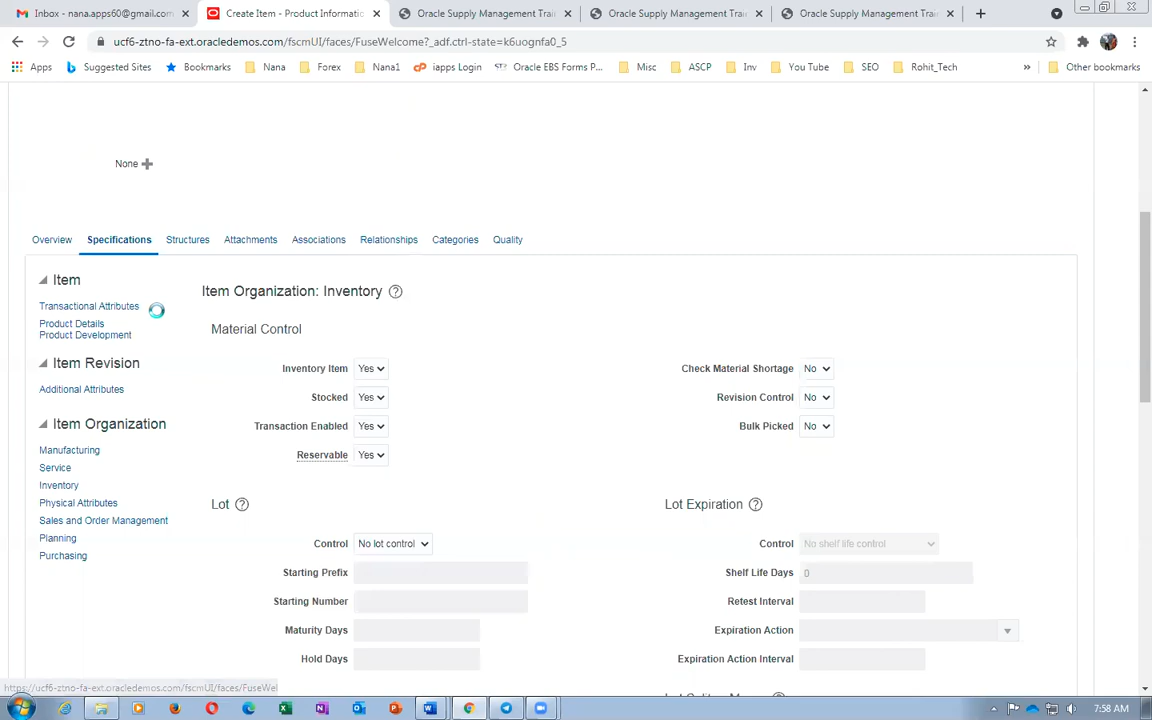 Inbox - nana.apps60@gmail.com
Create Item - Product Informatio
Oracle Supply Management Trai
Oracle Supply Management Trai
Oracle Supply Management Trai
ucf6-ztno-fa-ext.oracledemos.com/fscmUI/faces/FuseWelcome?_adf.ctrl-state=k6uognfa0_5
Apps
Suggested Sites
Bookmarks
Nana
Forex
Nana1
iapps Login
Oracle EBS Forms P...
Misc
ASCP
Inv
You Tube
SEO
Rohit_Tech
»
Other bookmarks
None
Overview
Specifications
Structures
Attachments
Associations
Relationships
Categories
Quality
Item
Transactional Attributes
Product Details
Product Development
Item Revision
Additional Attributes
Item Organization
Manufacturing
Service
Inventory
Physical Attributes
Sales and Order Management
Planning
Purchasing
Item Organization: Inventory
Material Control
Inventory Item Yes
Stocked Yes
Transaction Enabled Yes
Reservable Yes
Check Material Shortage No
Revision Control No
Bulk Picked No
Lot
Control No lot control
Starting Prefix
Starting Number
Maturity Days
Hold Days
Lot Expiration
Control No shelf life control
Shelf Life Days 0
Retest Interval
Expiration Action
Expiration Action Interval
https://ucf6-ztno-fa-ext.oracledemos.com/fscmUI/faces/FuseWel
7:58 AM